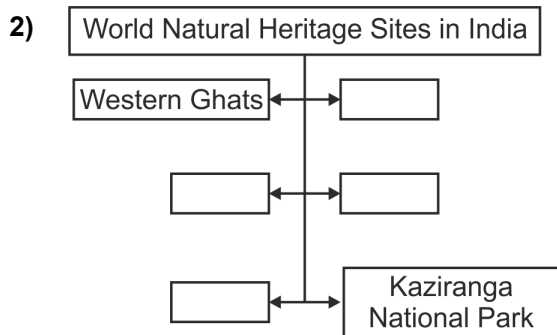 2) World Natural Heritage Sites in India
Western Ghats
Kaziranga
National Park